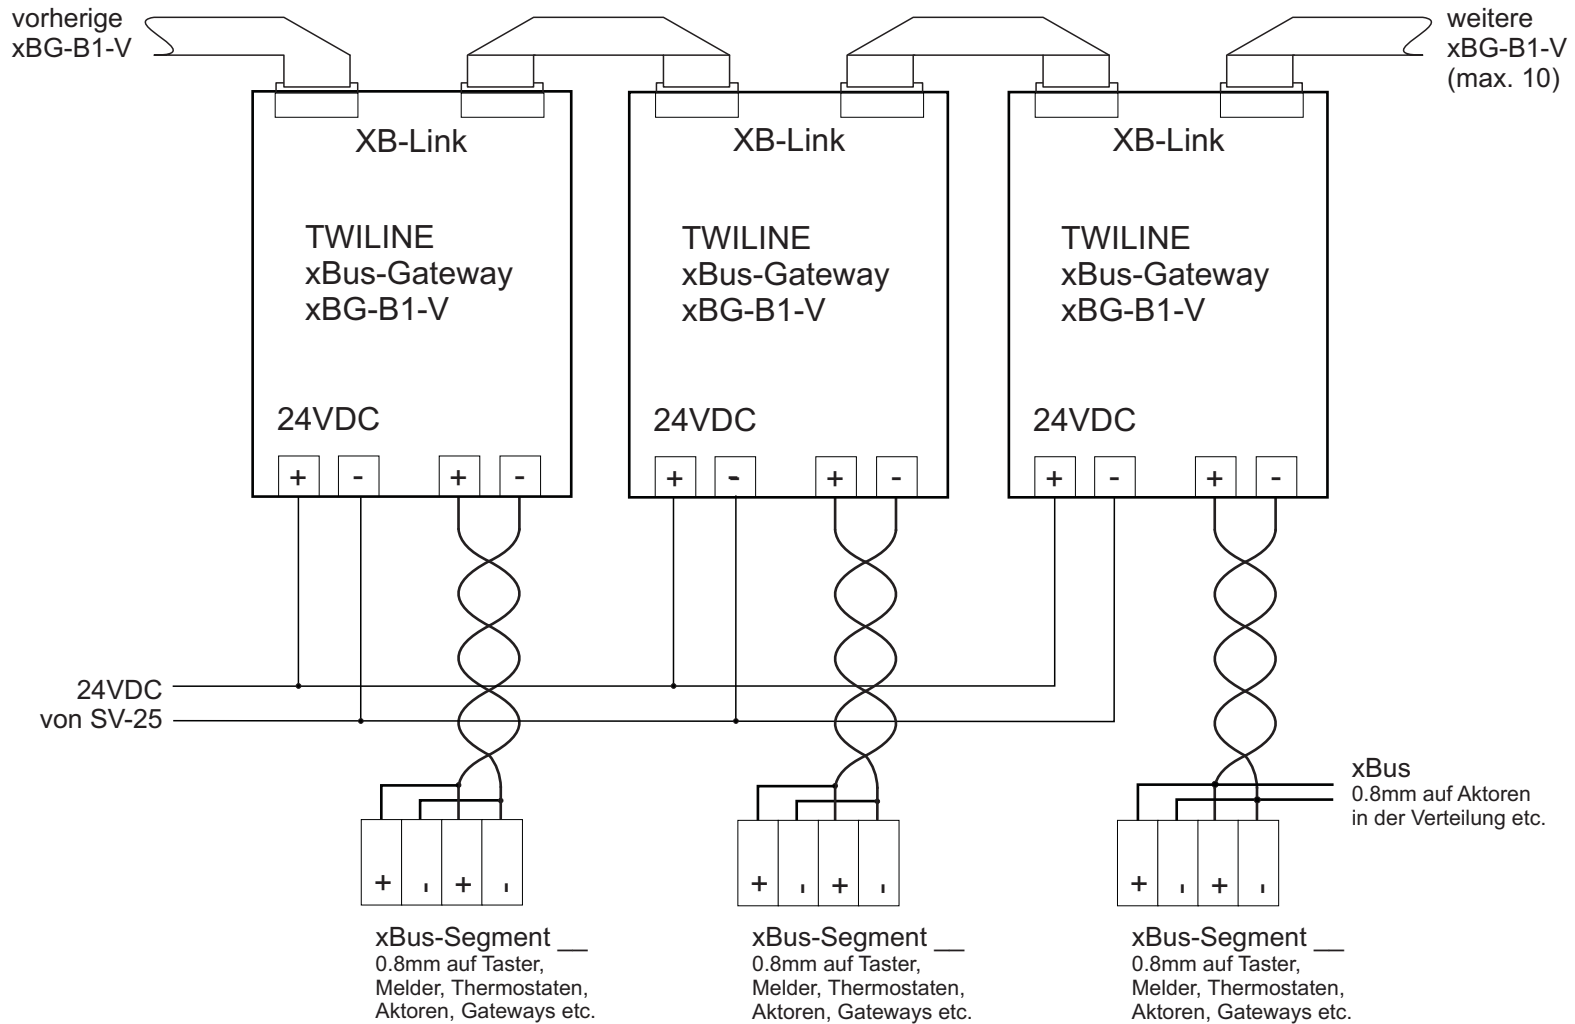 vorherige
xBG-B1-V
weitere
xBG-B1-V
(max. 10)
XB-Link
TWILINE
xBus-Gateway
xBG-B1-V
24VDC
+ - + -
XB-Link
TWILINE
xBus-Gateway
xBG-B1-V
24VDC
+ - + -
XB-Link
TWILINE
xBus-Gateway
xBG-B1-V
24VDC
+ - + -
24VDC
von SV-25
xBus
0.8mm auf Aktoren
in der Verteilung etc.
+ - + -
xBus-Segment __
0.8mm auf Taster,
Melder, Thermostaten,
Aktoren, Gateways etc.
+ - + -
xBus-Segment __
0.8mm auf Taster,
Melder, Thermostaten,
Aktoren, Gateways etc.
+ - + -
xBus-Segment __
0.8mm auf Taster,
Melder, Thermostaten,
Aktoren, Gateways etc.